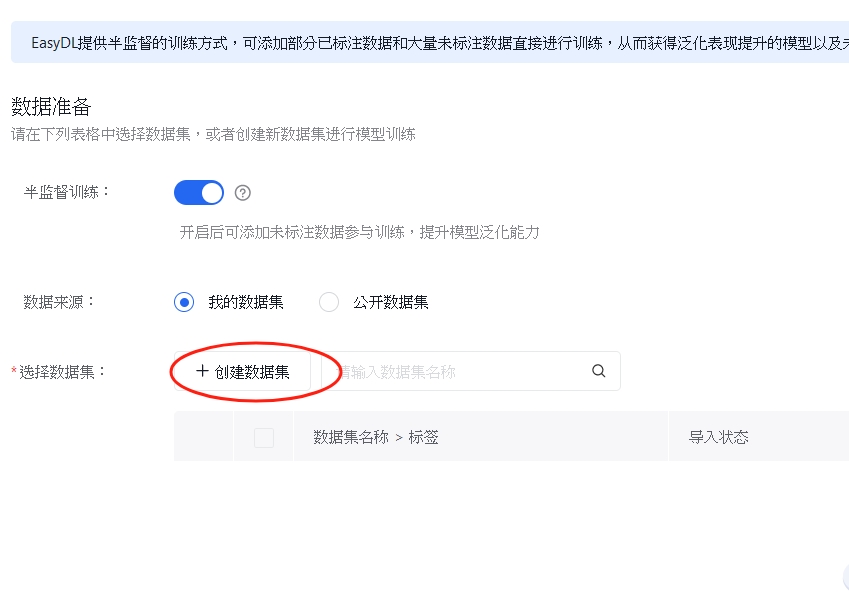 EasyDL提供半监督的训练方式，可添加部分已标注数据和大量未标注数据直接进行训练，从而获得泛化表现提升的模型以及
数据准备
请在下列表格中选择数据集，或者创建新数据集进行模型训练
半监督训练：
开启后可添加未标注数据参与训练，提升模型泛化能力
数据来源： 我的数据集 公开数据集
*选择数据集： + 创建数据集 请输入数据集名称
数据集名称 > 标签 导入状态